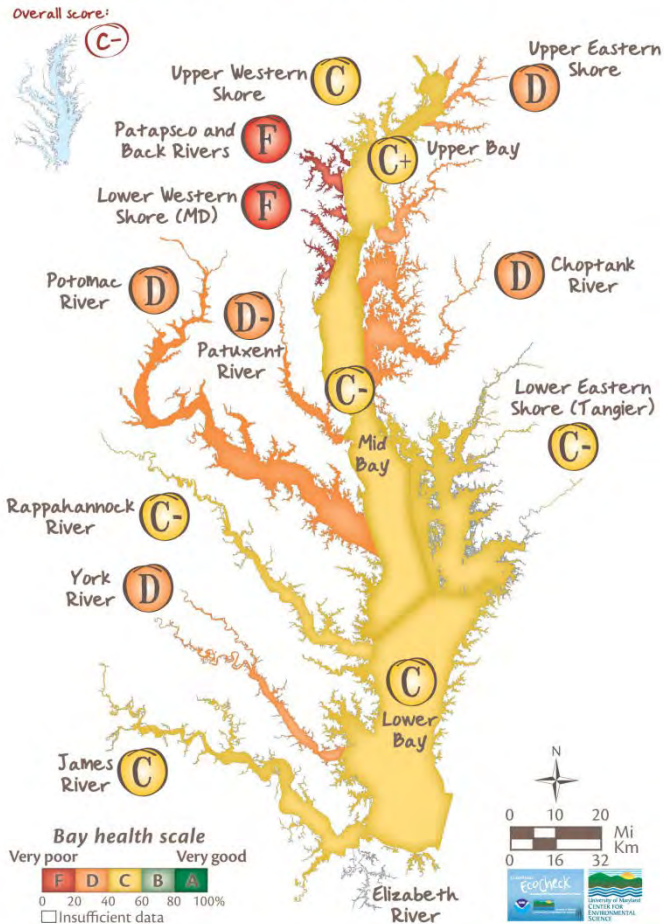 Overall score:
C-
Upper Western
Shore
C
Upper Eastern
Shore
D
Patapsco and
Back Rivers
F
C+
Upper Bay
Lower Western
Shore (MD)
F
Potomac
River
D
D-
Patuxent
River
D
Choptank
River
C-
Mid
Bay
Lower Eastern
Shore (Tangier)
C-
Rappahannock
River
C-
York
River
D
C
Lower
Bay
James
River
C
N
0 10 20
Mi
Km
0 16 32
Bay health scale
Very poor Very good
F D C B A
0 20 40 60 80 100%
Insufficient data
Elizabeth
River
EcoCheck
University of Maryland
CENTER FOR
ENVIRONMENTAL
SCIENCE